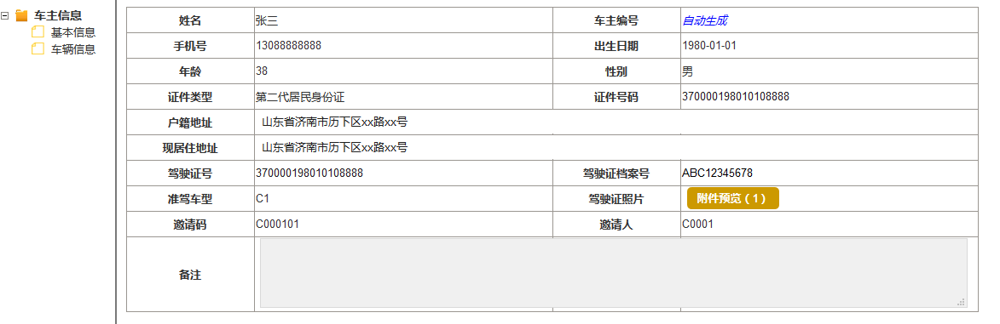 车主信息
基本信息
车辆信息
姓名 张三 车主编号 自动生成
手机号 13088888888 出生日期 1980-01-01
年龄 38 性别 男
证件类型 第二代居民身份证 证件号码 370000198010108888
户籍地址 山东省济南市历下区xx路xx号
现居住地址 山东省济南市历下区xx路xx号
驾驶证号 370000198010108888 驾驶证档案号 ABC12345678
准驾车型 C1 驾驶证照片 附件预览（1）
邀请码 C000101 邀请人 C0001
备注